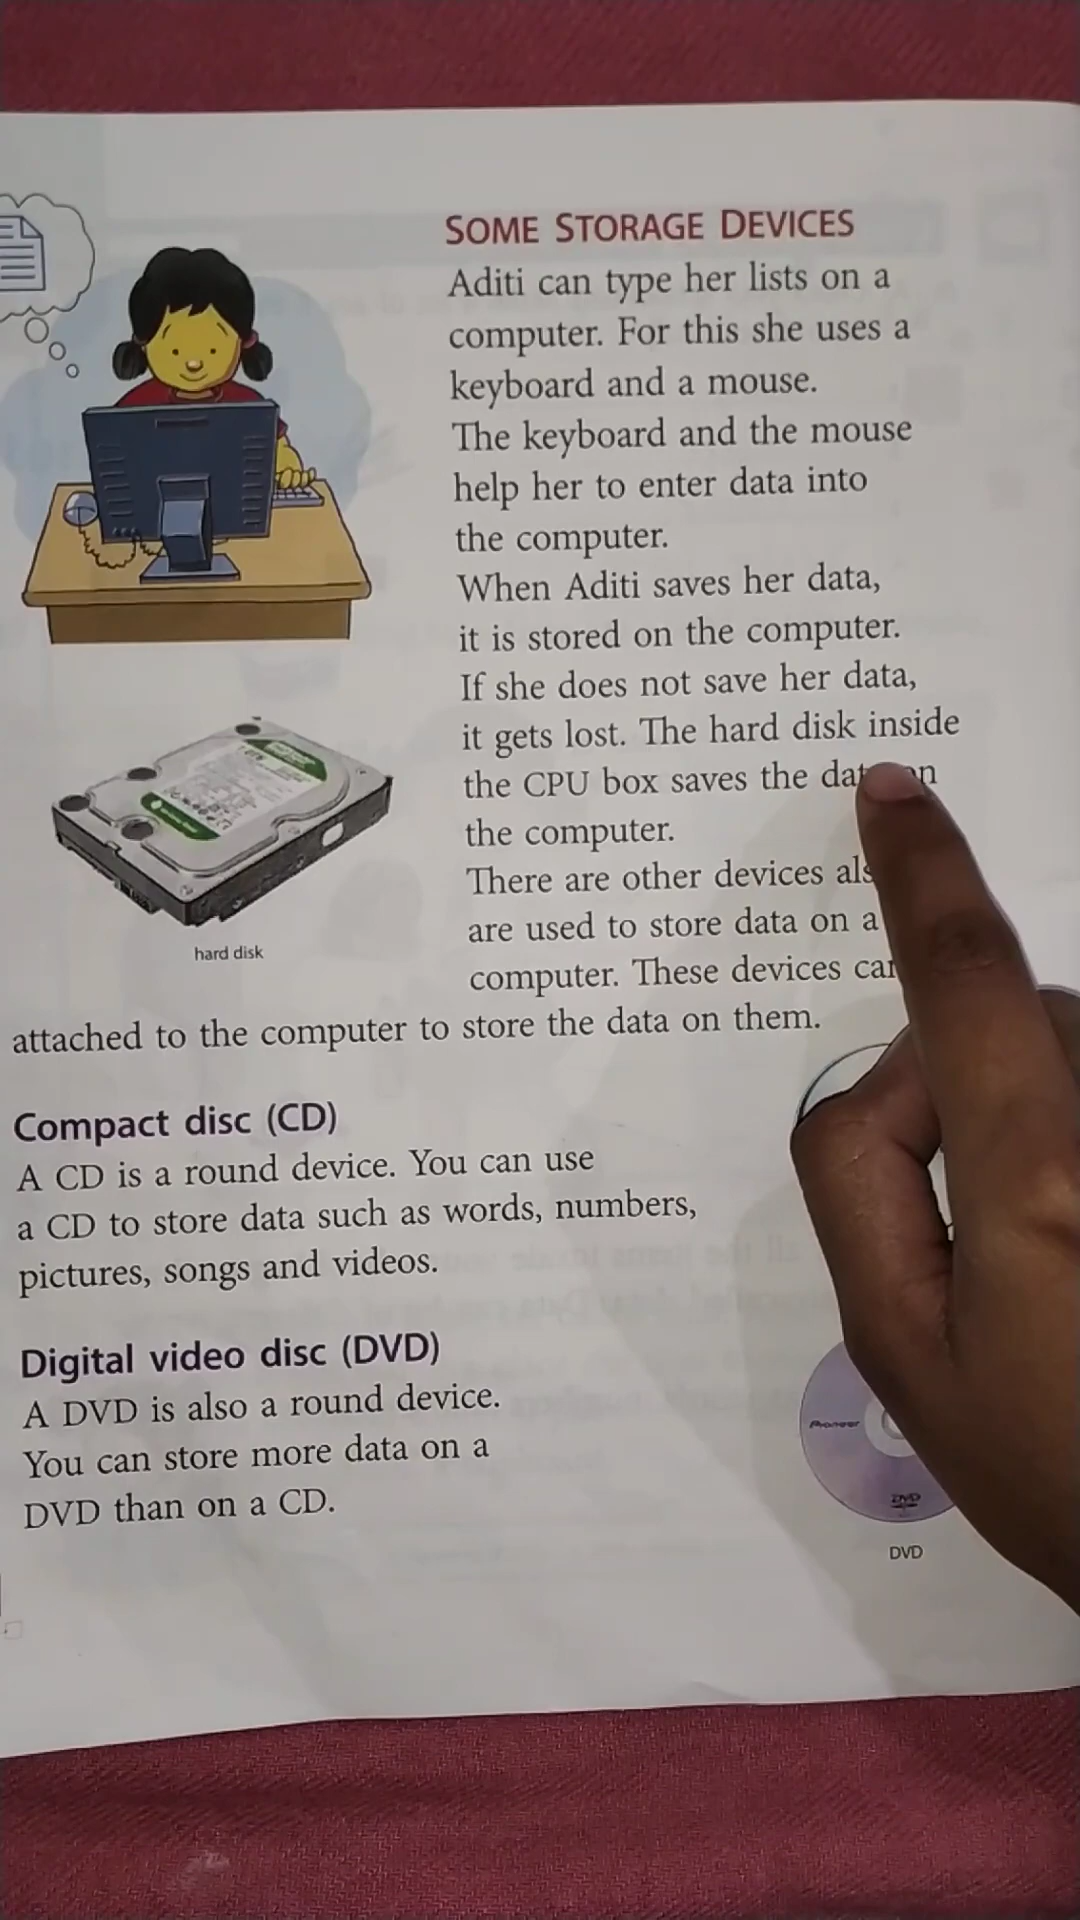 SOME STORAGE DEVICES
Aditi can type her lists on a
computer. For this she uses a
keyboard and a mouse.
The keyboard and the mouse
help her to enter data into
the computer.
When Aditi saves her data,
it is stored on the computer.
If she does not save her data,
it gets lost. The hard disk inside
the CPU box saves the
the computer.
There are other devices
are used to store data on a
computer. These devices
hard disk
attached to the computer to store the data on them.
Compact disc (CD)
A CD is a round device. You can use
a CD to store data such as words, numbers,
pictures, songs and videos.
Digital video disc (DVD)
A DVD is also a round device.
You can store more data on a
DVD than on a CD.
Pioneer
DVD
DVD